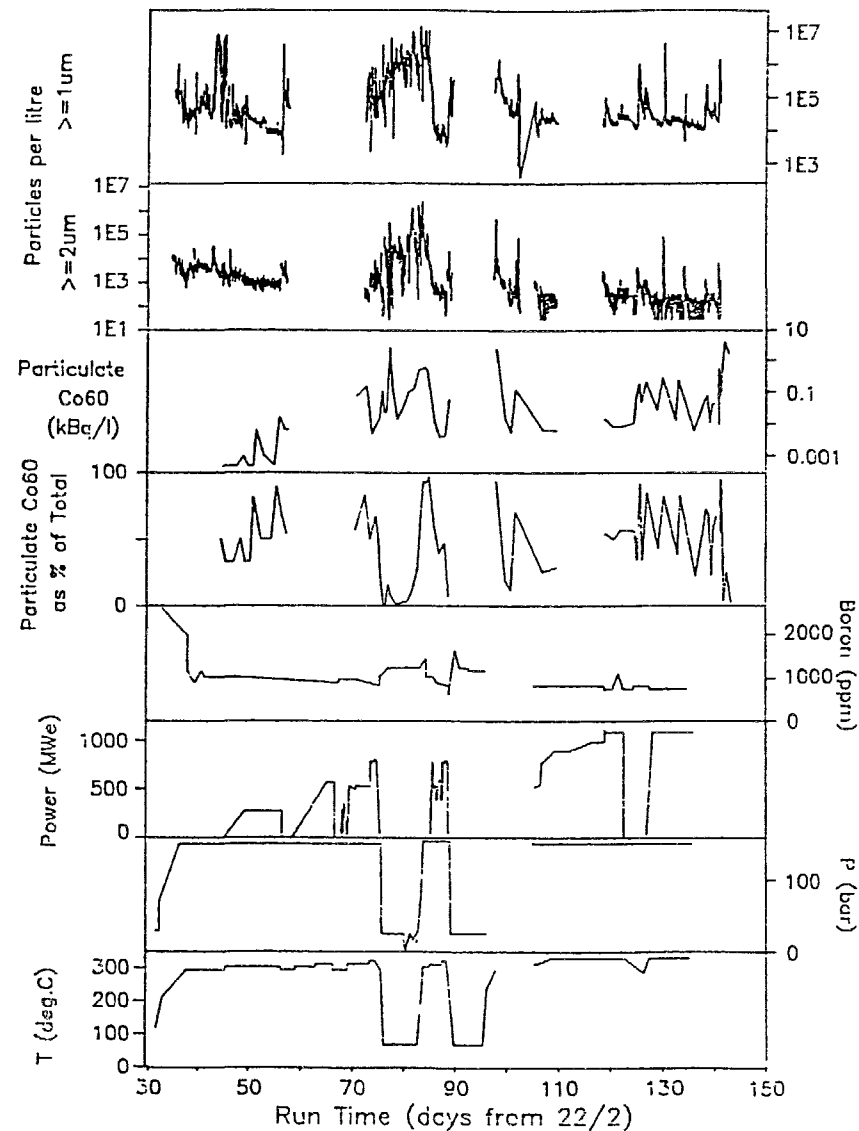 Particles per litre
>=1um
>=2um
1E7
1E5
1E3
1E7
1E5
1E3
1E1
Particulate
Co60
(kBq/l)
10
0.1
0.001
Particulate Co60
as % of Total
100
0
Boron (ppm)
2000
1000
0
Power (MWe)
1000
500
0
P (bar)
100
0
T (deg.C)
300
200
100
0
30
50
70
90
110
130
150
Run Time (days from 22/2)